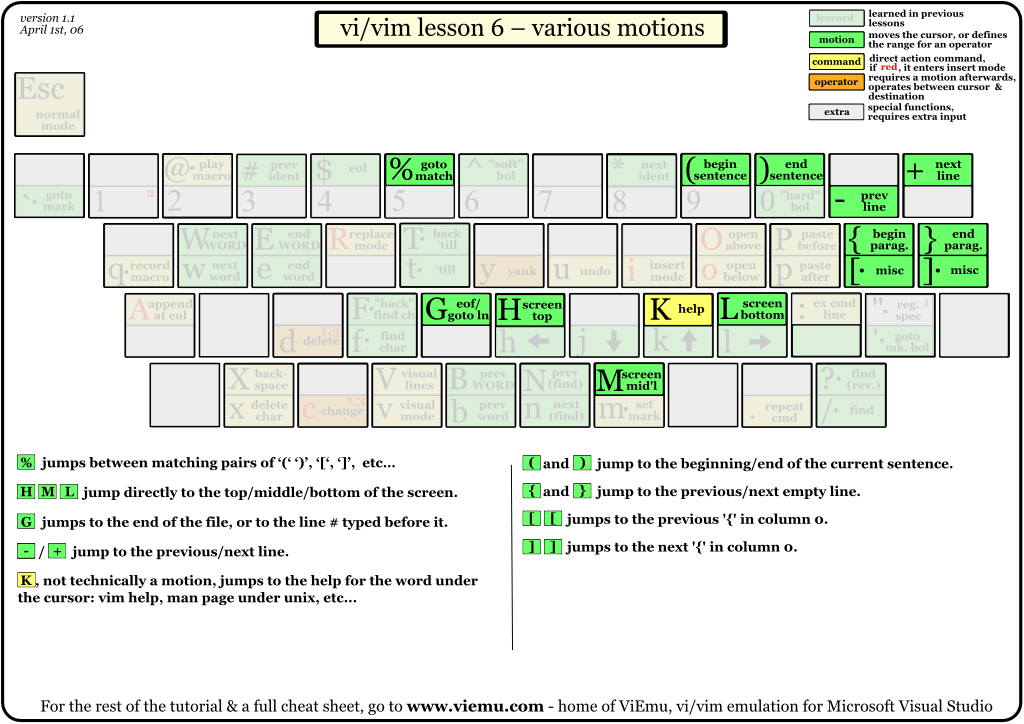 version 1.1
April 1st, 06
vi/vim lesson 6 – various motions
learned learned in previous
lessons
motion moves the cursor, or defines
the range for an operator
command direct action command,
if red, it enters insert mode
operator requires a motion afterwards,
operates between cursor &
destination
extra special functions,
requires extra input
Esc
normal
mode
@· play macro # prev ident $ eol % goto match ^ "soft" bol * next ident ( begin sentence ) end sentence + next line
`· goto mark 1 2 2 3 4 5 6 7 8 9 0 "hard" bol - prev line
W next WORD E end WORD R replace mode T· back 'till O open above P paste before { begin parag. } end parag.
q· record macro w next word e end word t· 'till y yank u undo i insert mode o open below p paste after [· misc ]· misc
A append at eol F· "back" find ch G eof/ goto ln H screen top K help L screen bottom : ex cmd line "· reg. 1 spec
d delete 1,3 f· find char h ← j ↓ k ↑ l → '· goto mk. bol
X back-space V visual lines B prev WORD N prev (find) M screen mid'l ?· find (rev.)
x delete char c change 1,3 v visual mode b prev word n next (find) m· set mark . repeat cmd /· find
% jumps between matching pairs of ‘(‘ ‘)’, ‘[‘, ‘]’, etc...
H M L jump directly to the top/middle/bottom of the screen.
G jumps to the end of the file, or to the line # typed before it.
- / + jump to the previous/next line.
K, not technically a motion, jumps to the help for the word under
the cursor: vim help, man page under unix, etc...
( and ) jump to the beginning/end of the current sentence.
{ and } jump to the previous/next empty line.
[ [ jumps to the previous '{' in column 0.
] ] jumps to the next '{' in column 0.
For the rest of the tutorial & a full cheat sheet, go to www.viemu.com - home of ViEmu, vi/vim emulation for Microsoft Visual Studio